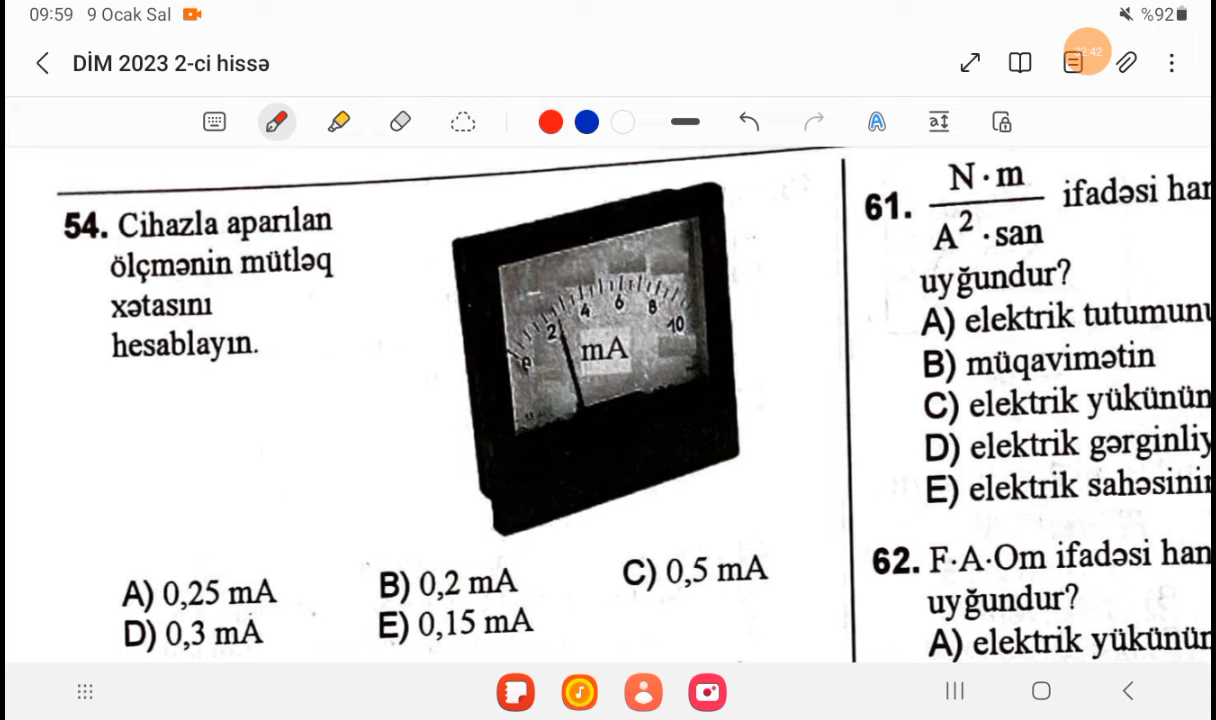 09:59 9 Ocak Sal
%92
DİM 2023 2-ci hissə
02:42
54. Cihazla aparılan
ölçmənin mütləq
xətasını
hesablayın.
0 2 4 6 8 10
mA
A) 0,25 mA B) 0,2 mA C) 0,5 mA
D) 0,3 mA E) 0,15 mA
61. N·m / A²·san ifadəsi han
uyğundur?
A) elektrik tutumunu
B) müqavimətin
C) elektrik yükünün
D) elektrik gərginliy
E) elektrik sahəsinin
62. F·A·Om ifadəsi han
uyğundur?
A) elektrik yükünün